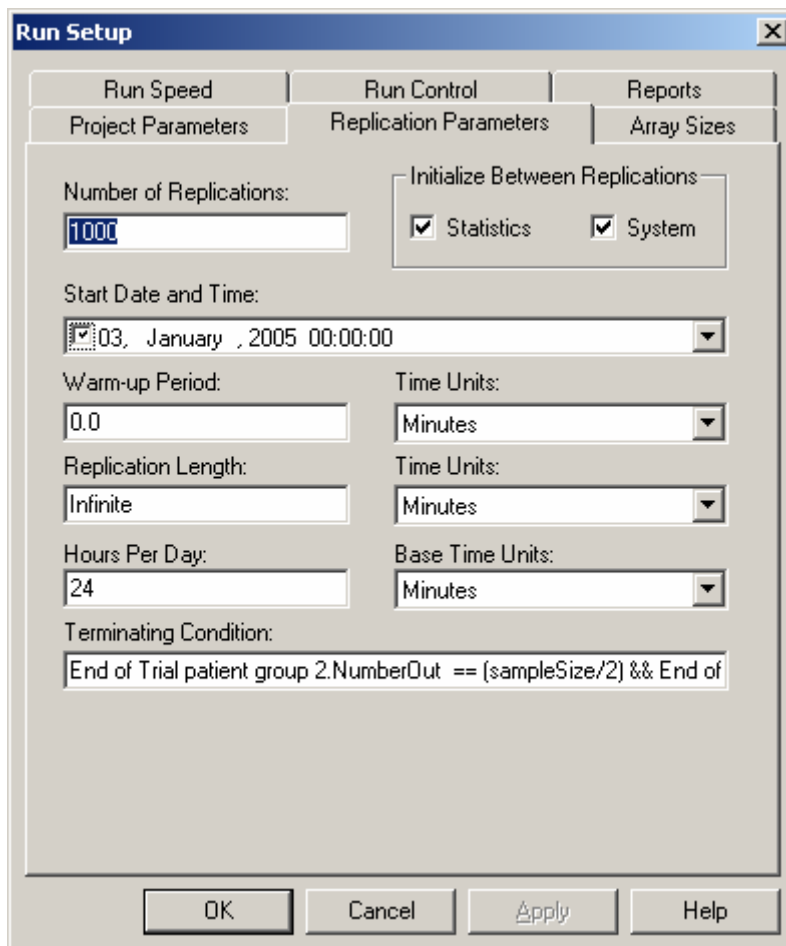 Run Setup
Run Speed Run Control Reports
Project Parameters Replication Parameters Array Sizes
Number of Replications:
1000
Initialize Between Replications
Statistics System
Start Date and Time:
03, January , 2005 00:00:00
Warm-up Period: Time Units:
0.0 Minutes
Replication Length: Time Units:
Infinite Minutes
Hours Per Day: Base Time Units:
24 Minutes
Terminating Condition:
End of Trial patient group 2.NumberOut == (sampleSize/2) && End of
OK Cancel Apply Help